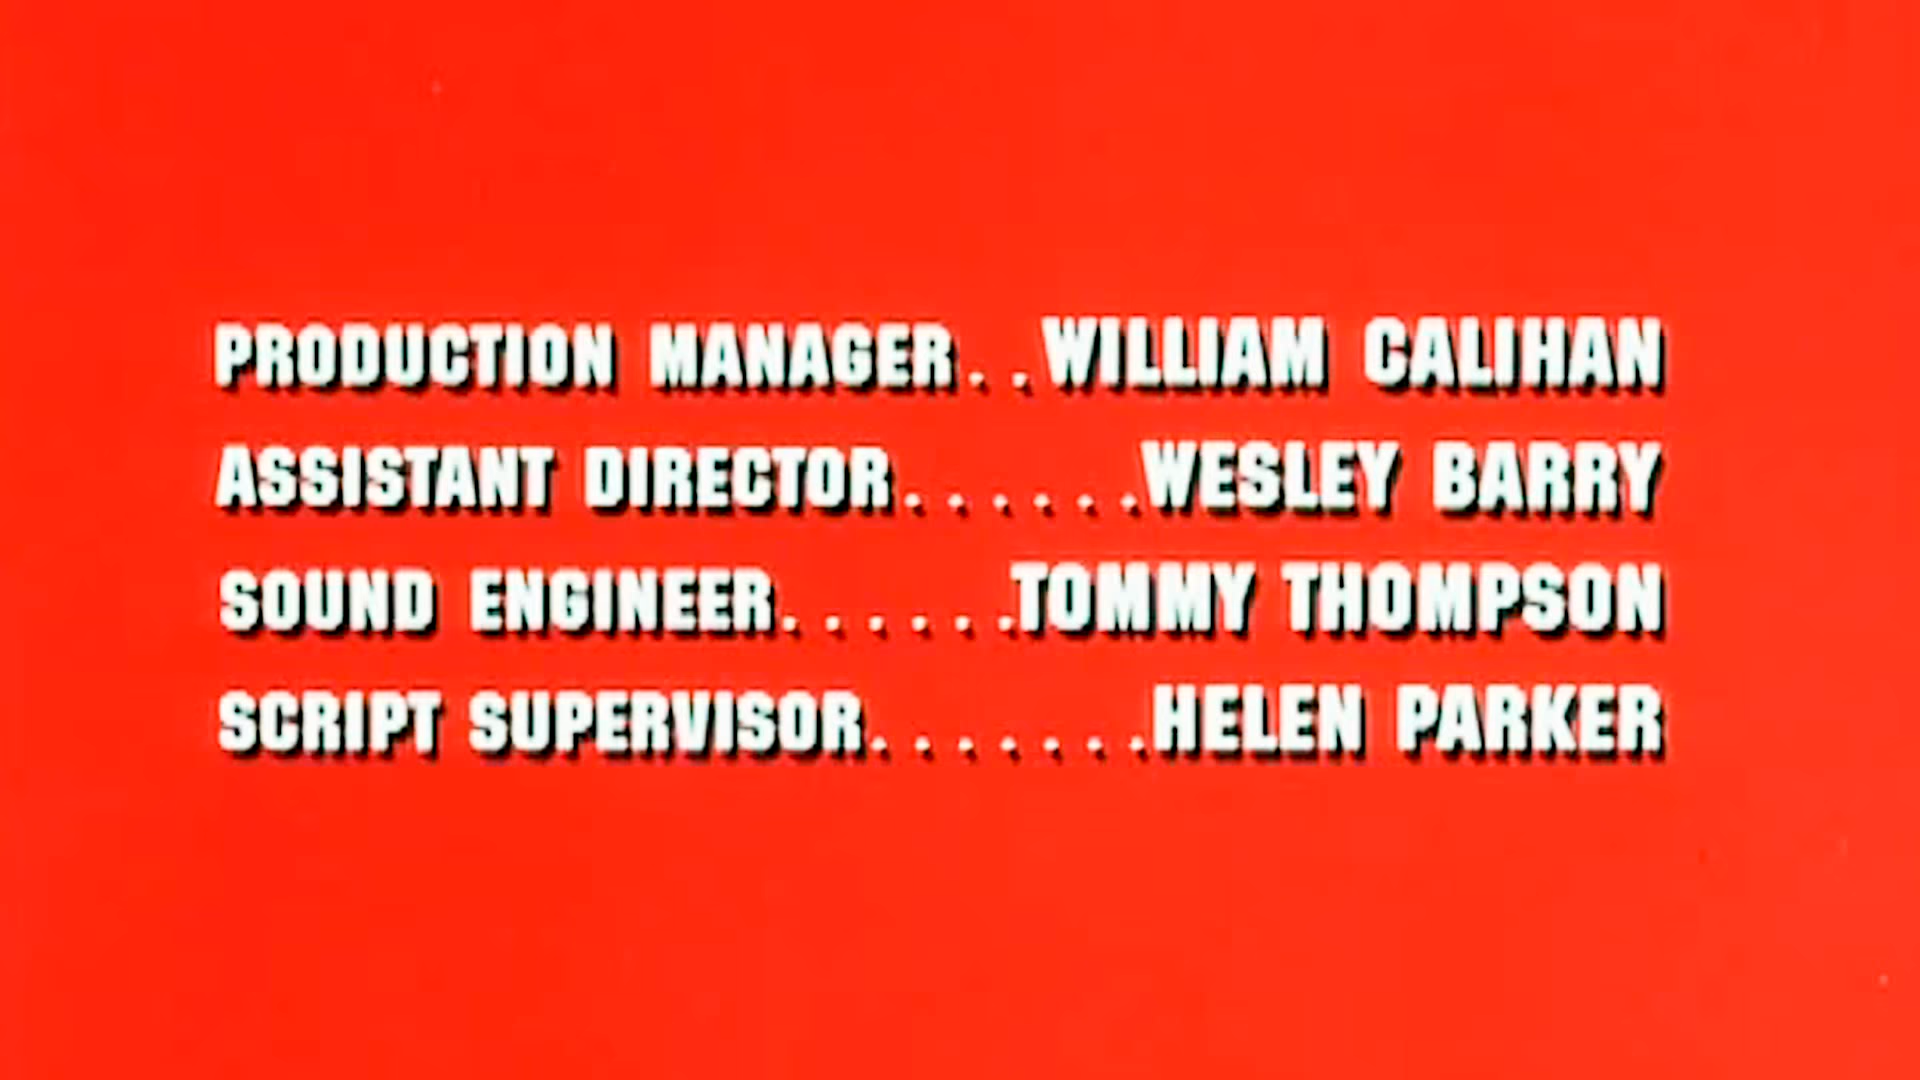 PRODUCTION MANAGER. .WILLIAM CALIHAN
ASSISTANT DIRECTOR. . . . . .WESLEY BARRY
SOUND ENGINEER. . . . . .TOMMY THOMPSON
SCRIPT SUPERVISOR. . . . . . .HELEN PARKER